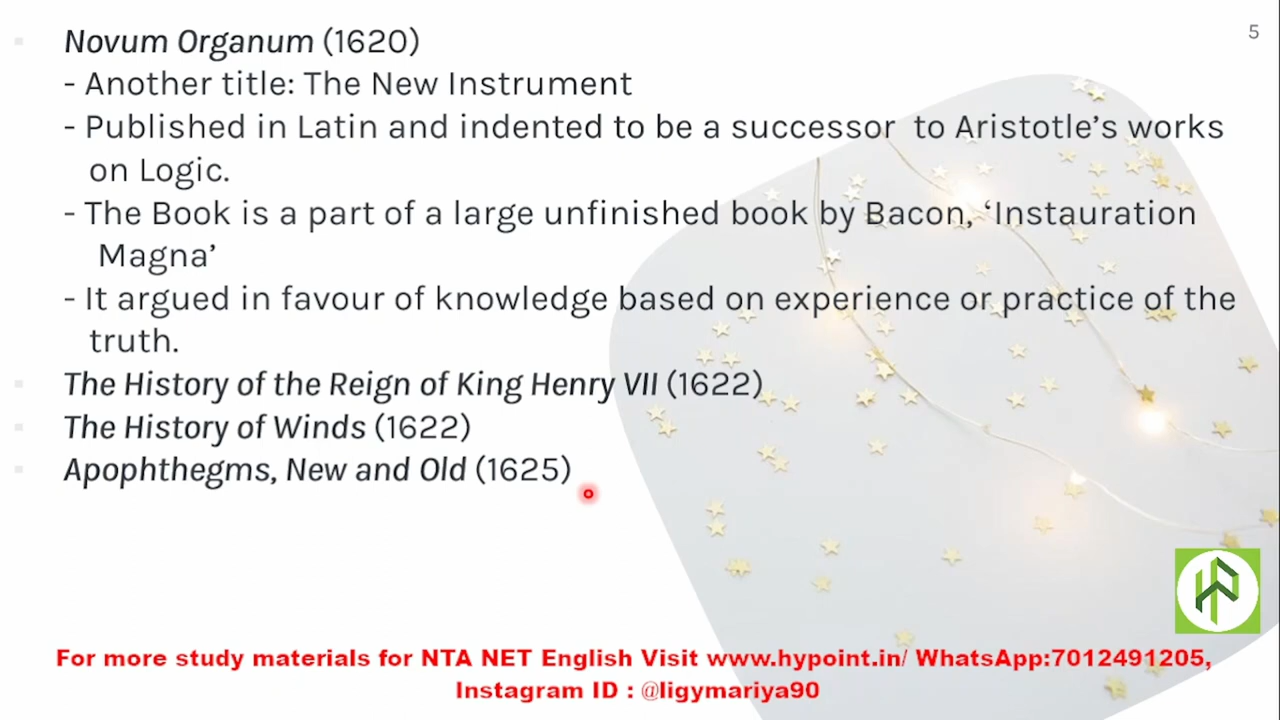 5
Novum Organum (1620)
- Another title: The New Instrument
- Published in Latin and indented to be a successor to Aristotle's works
on Logic.
- The Book is a part of a large unfinished book by Bacon, ‘Instauration
Magna’
- It argued in favour of knowledge based on experience or practice of the
truth.
The History of the Reign of King Henry VII (1622)
The History of Winds (1622)
Apophthegms, New and Old (1625)
For more study materials for NTA NET English Visit www.hypoint.in/ WhatsApp:7012491205,
Instagram ID : @ligymariya90